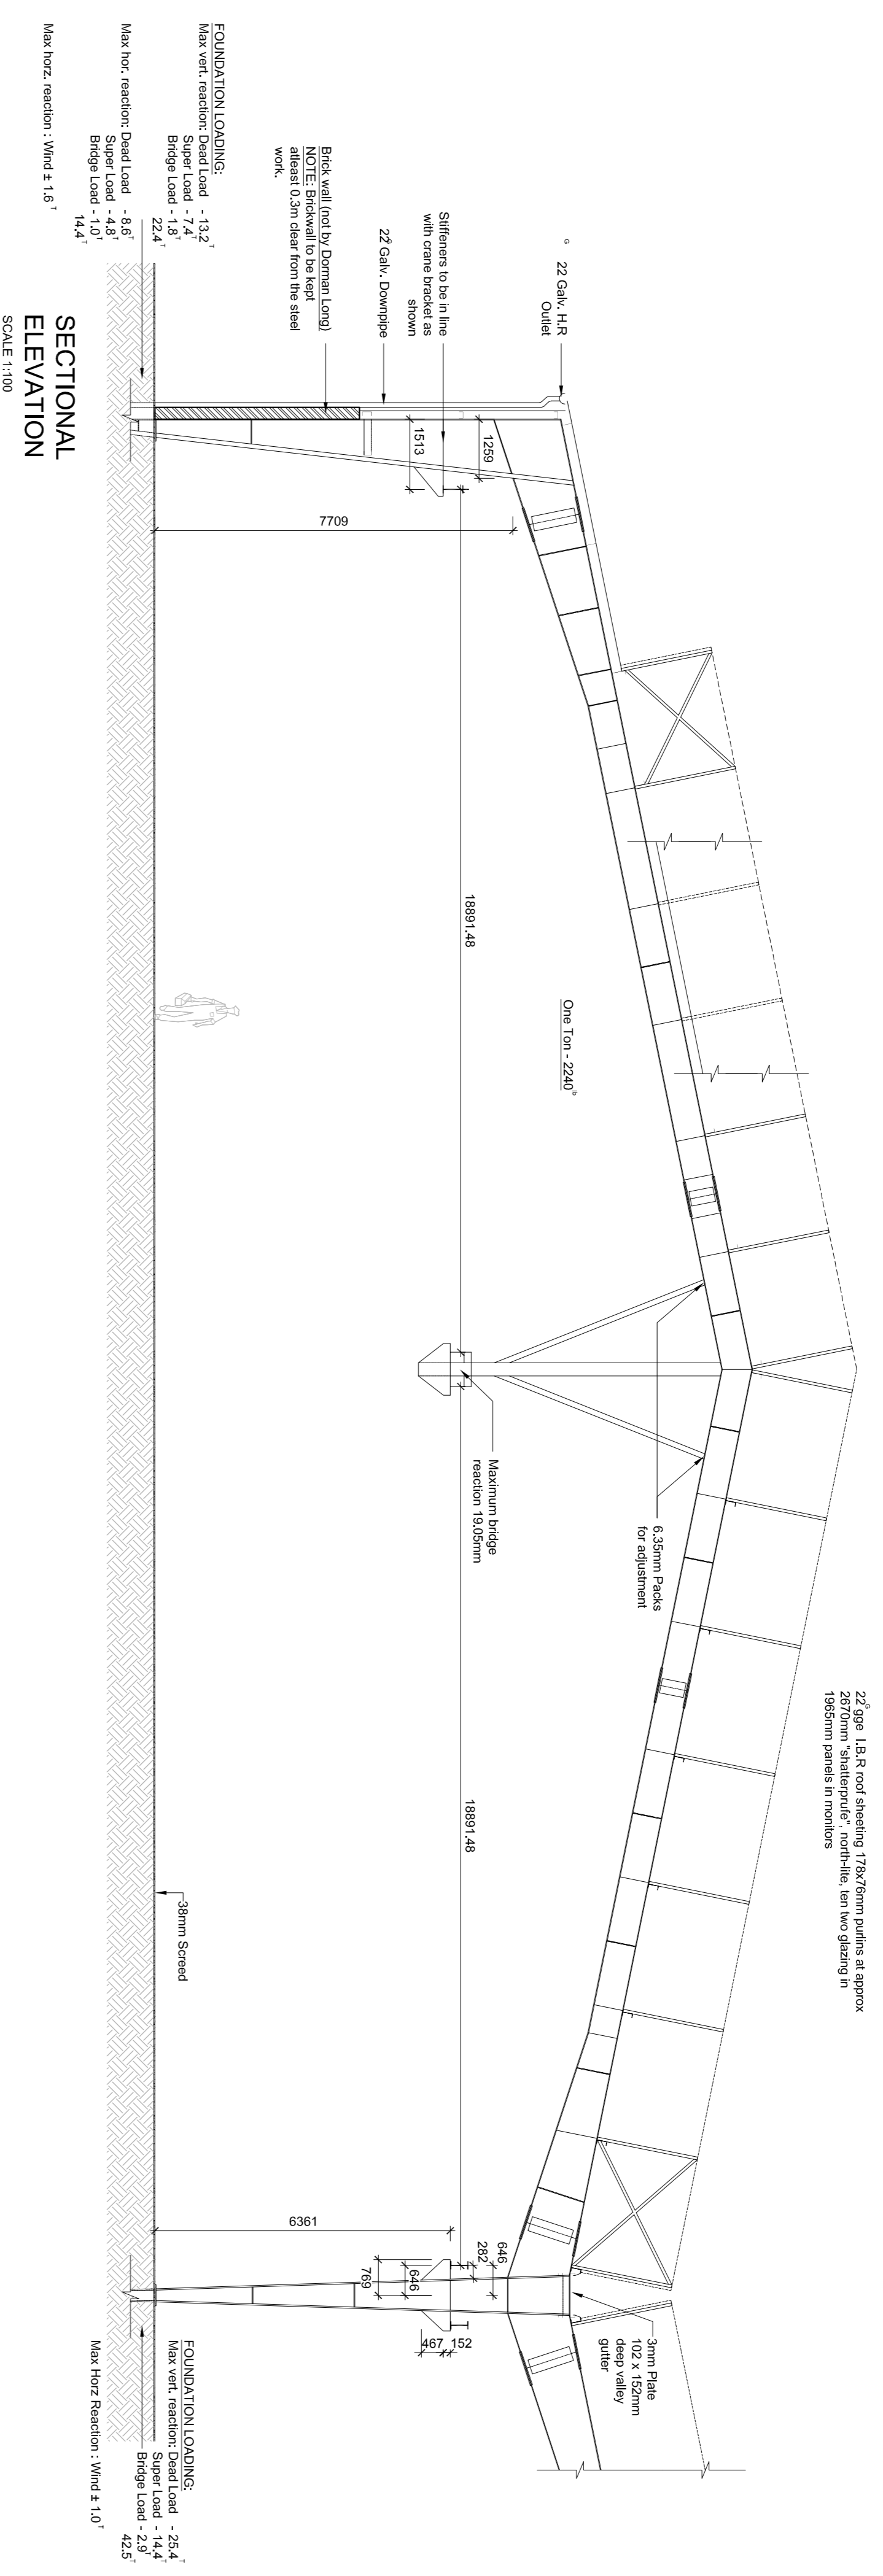 22ᴳ gge I.B.R roof sheeting 178x76mm purlins at approx
2670mm "shatterprufe", north-lite, ten two glazing in
1965mm panels in monitors
ᴳ 22 Galv. H.R
Outlet
Stiffeners to be in line
with crane bracket as
shown
22ᴳ Galv. Downpipe
Brick wall (not by Dorman Long)
NOTE: Brickwall to be kept
atleast 0.3m clear from the steel
work.
1259
1513
7709
18891.48
One Ton - 2240ˡᵇ
6.35mm Packs
for adjustment
Maximum bridge
reaction 19.05mm
18891.48
38mm Screed
6361
646
282
646
769
467
152
3mm Plate
102 x 152mm
deep valley
gutter
FOUNDATION LOADING:
Max vert. reaction: Dead Load - 13.2ᵀ
Super Load - 7.4ᵀ
Bridge Load - 1.8ᵀ
22.4ᵀ
Max hor. reaction: Dead Load - 8.6ᵀ
Super Load - 4.8ᵀ
Bridge Load - 1.0ᵀ
14.4ᵀ
Max horz. reaction : Wind ± 1.6ᵀ
FOUNDATION LOADING:
Max vert. reaction: Dead Load - 25.4ᵀ
Super Load - 14.4ᵀ
Bridge Load - 2.9ᵀ
42.5ᵀ
Max Horz Reaction : Wind ± 1.0ᵀ
SECTIONAL
ELEVATION
SCALE 1:100